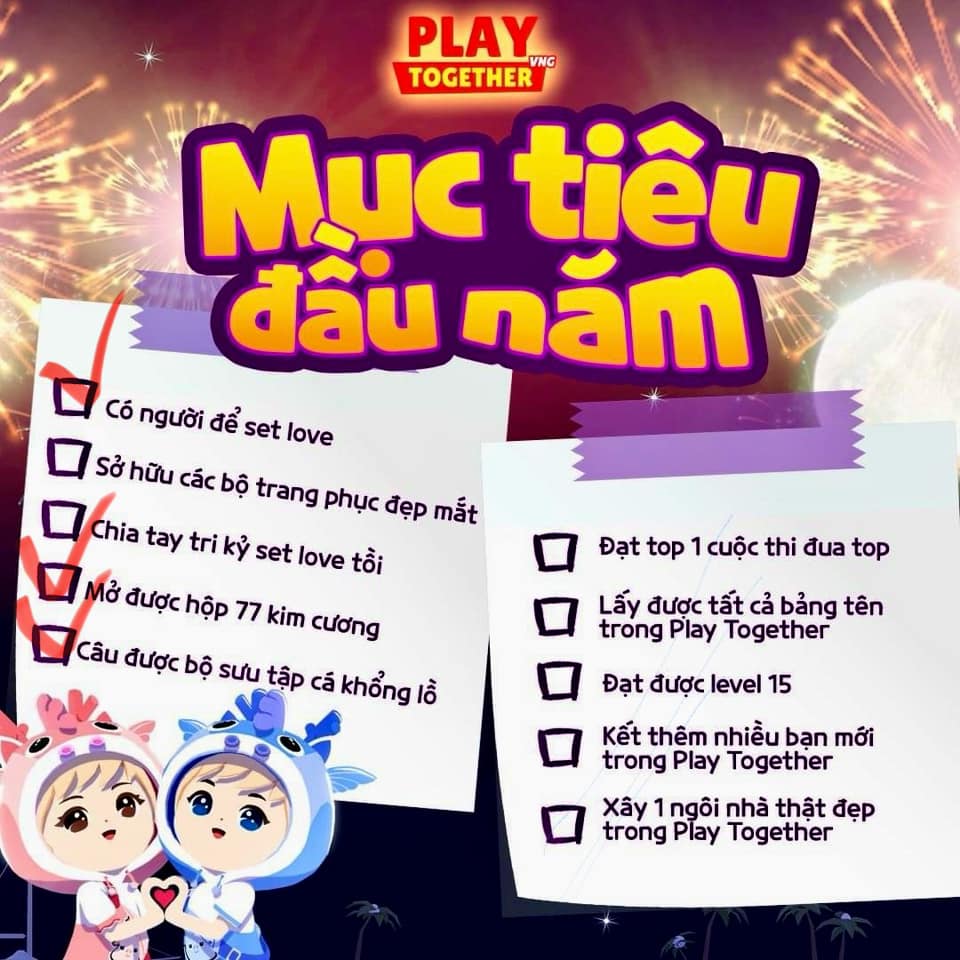 PLAY
TOGETHER
VNG
Mục tiêu
đầu năm
Có người để set love
Sở hữu các bộ trang phục đẹp mắt
Chia tay tri kỷ set love tồi
Mở được hộp 77 kim cương
Câu được bộ sưu tập cá khổng lồ
Đạt top 1 cuộc thi đua top
Lấy được tất cả bảng tên
trong Play Together
Đạt được level 15
Kết thêm nhiều bạn mới
trong Play Together
Xây 1 ngôi nhà thật đẹp
trong Play Together